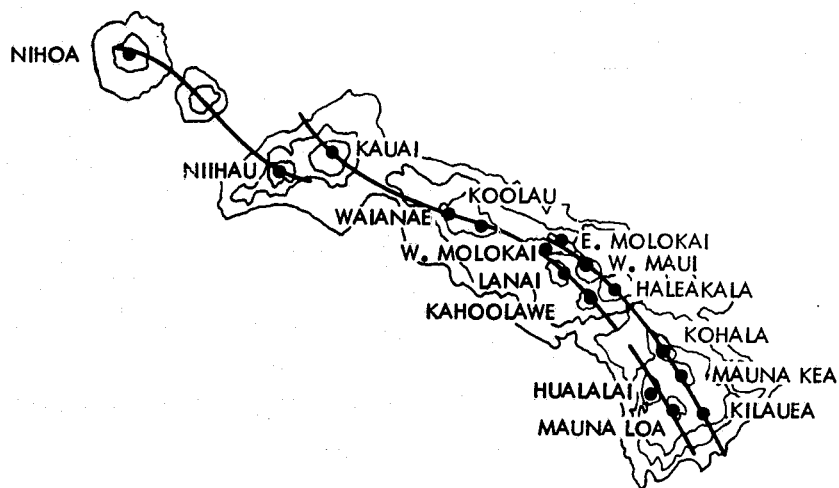 NIHOA
KAUAI
NIIHAU
KOOLAU
WAIANAE
E. MOLOKAI
W. MOLOKAI
W. MAUI
LANAI
HALEAKALA
KAHOOLAWE
KOHALA
MAUNA KEA
HUALALAI
KILAUEA
MAUNA LOA